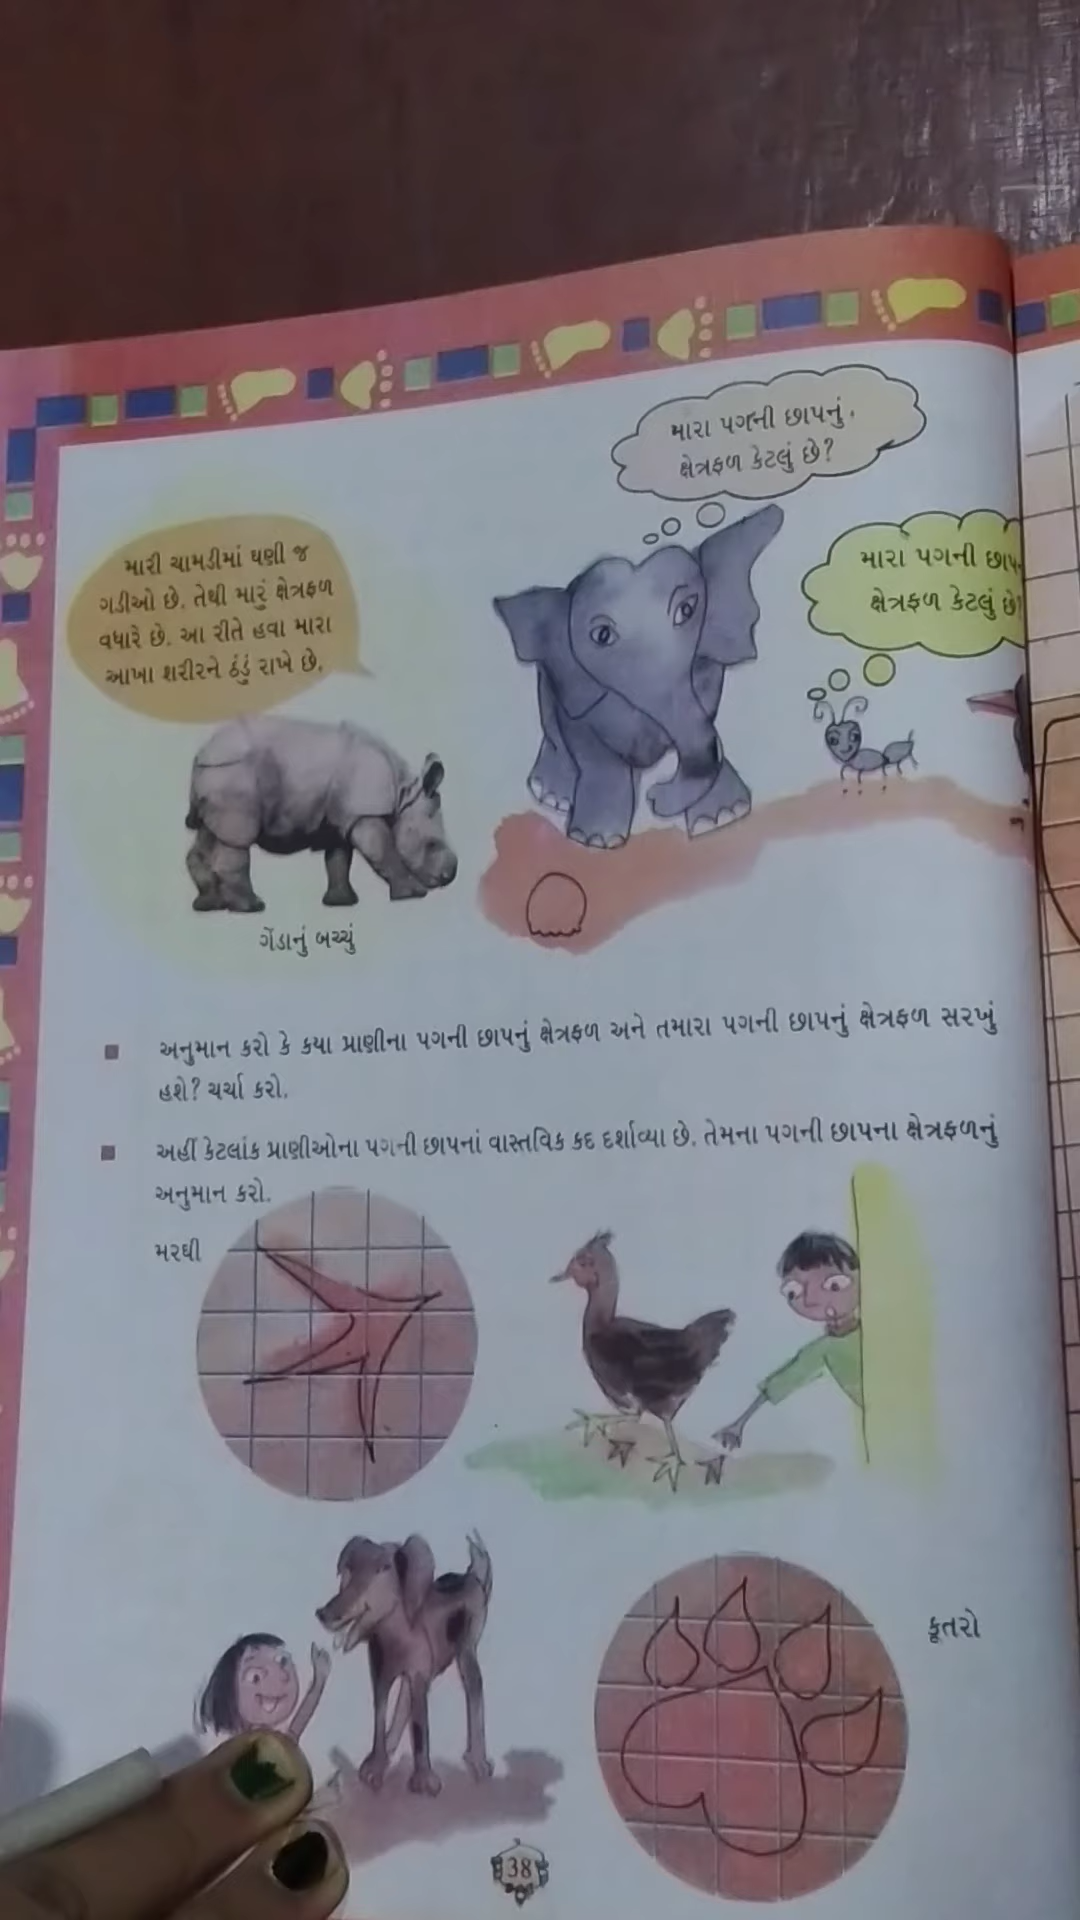 મારા પગની છાપનું
ક્ષેત્રફળ કેટલું છે?
મારી ચામડીમાં ઘણી જ
ગડીઓ છે. તેથી મારું ક્ષેત્રફળ
વધારે છે. આ રીતે હવા મારા
આખા શરીરને ઠંડું રાખે છે.
મારા પગની
ક્ષેત્રફળ કેટલું છે?
ગેંડાનું બચ્ચું
અનુમાન કરો કે કયા પ્રાણીના પગની છાપનું ક્ષેત્રફળ અને તમારા પગની છાપનું ક્ષેત્રફળ સરખું
હશે? ચર્ચા કરો.
અહીં કેટલાંક પ્રાણીઓના પગની છાપનાં વાસ્તવિક કદ દર્શાવ્યા છે. તેમના પગની છાપના ક્ષેત્રફળનું
અનુમાન કરો.
મરઘી
કૂતરો
38